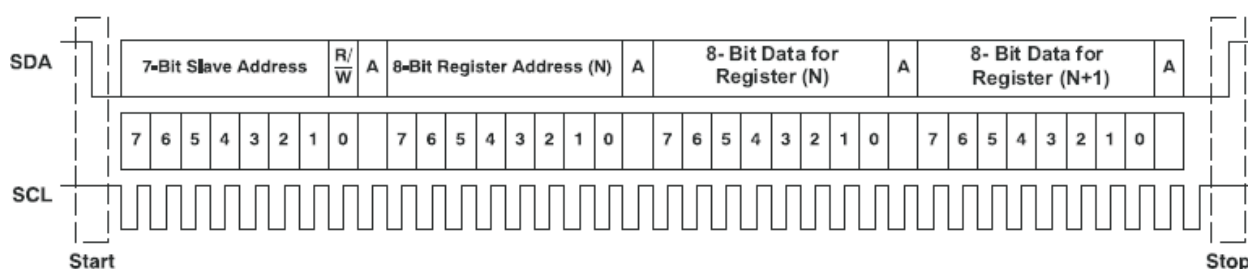 SDA
7-Bit Slave Address
R/
W
A
8-Bit Register Address (N)
A
8- Bit Data for
Register (N)
A
8- Bit Data for
Register (N+1)
A
7 6 5 4 3 2 1 0 7 6 5 4 3 2 1 0 7 6 5 4 3 2 1 0 7 6 5 4 3 2 1 0
SCL
Start
Stop